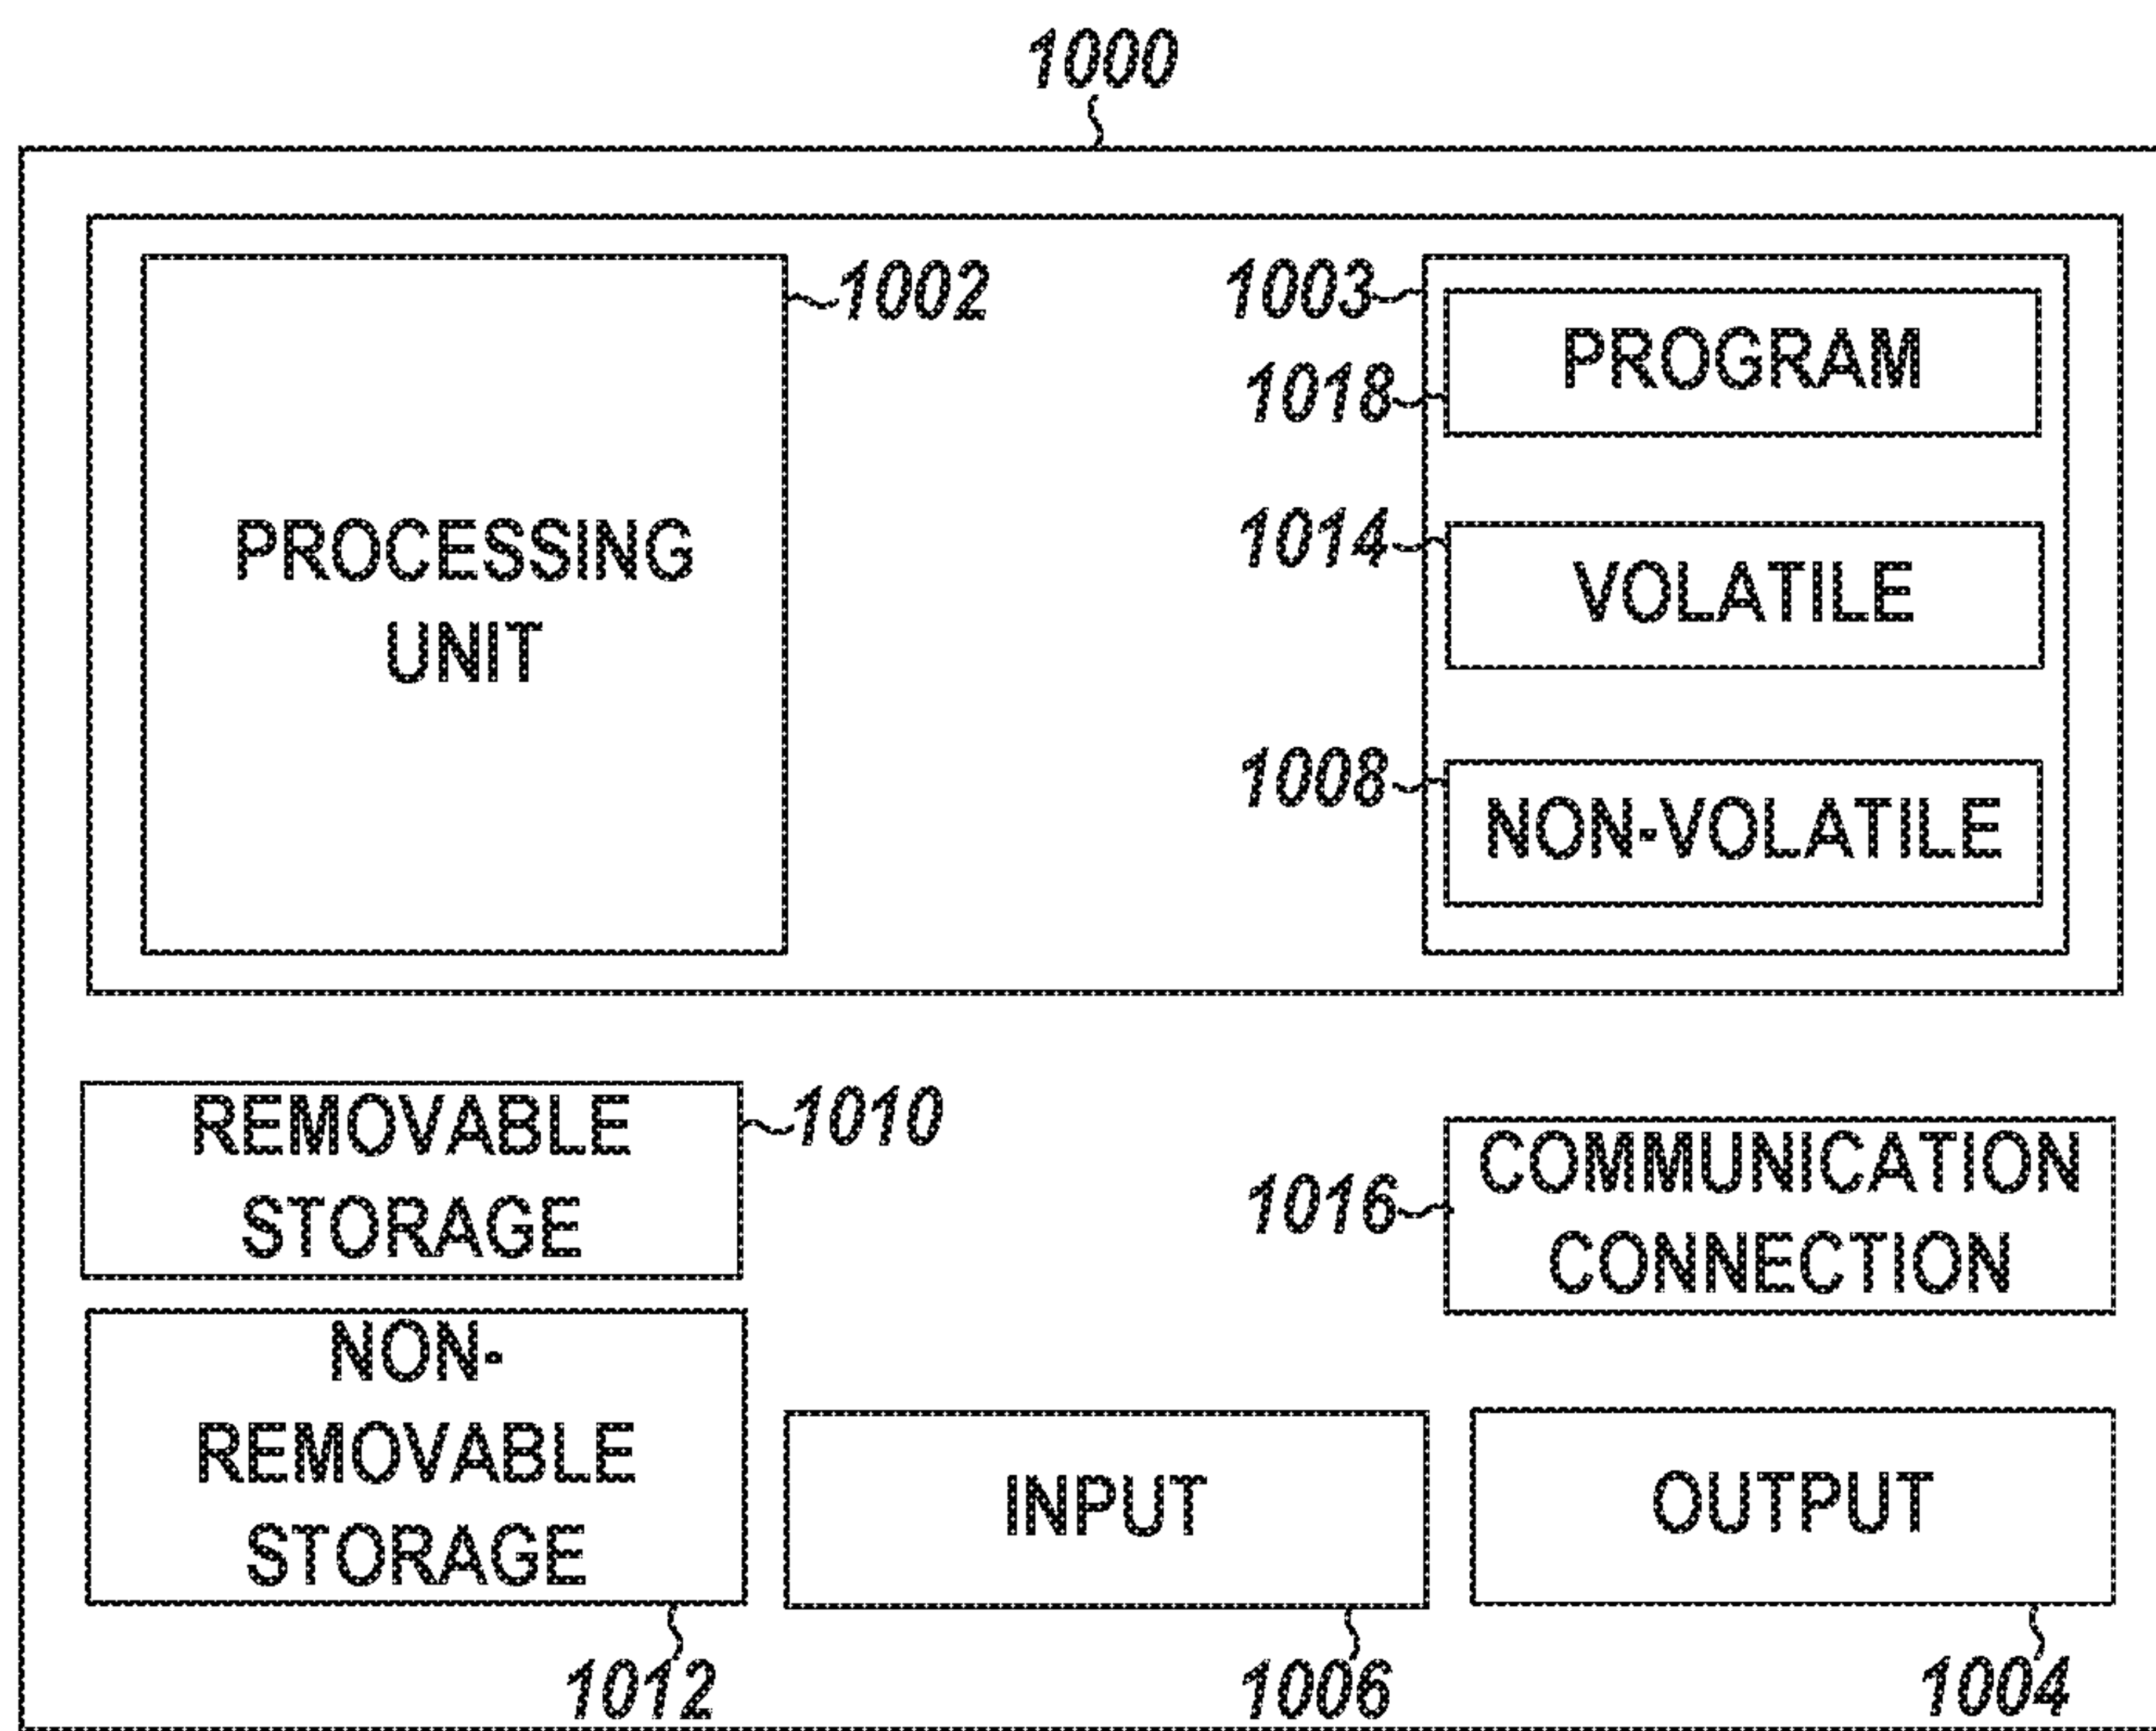 1000
1002
PROCESSING
UNIT
1003
PROGRAM
1018
1014
VOLATILE
1008
NON-VOLATILE
REMOVABLE
STORAGE
1010
1016
COMMUNICATION
CONNECTION
NON-
REMOVABLE
STORAGE
1012
INPUT
1006
OUTPUT
1004